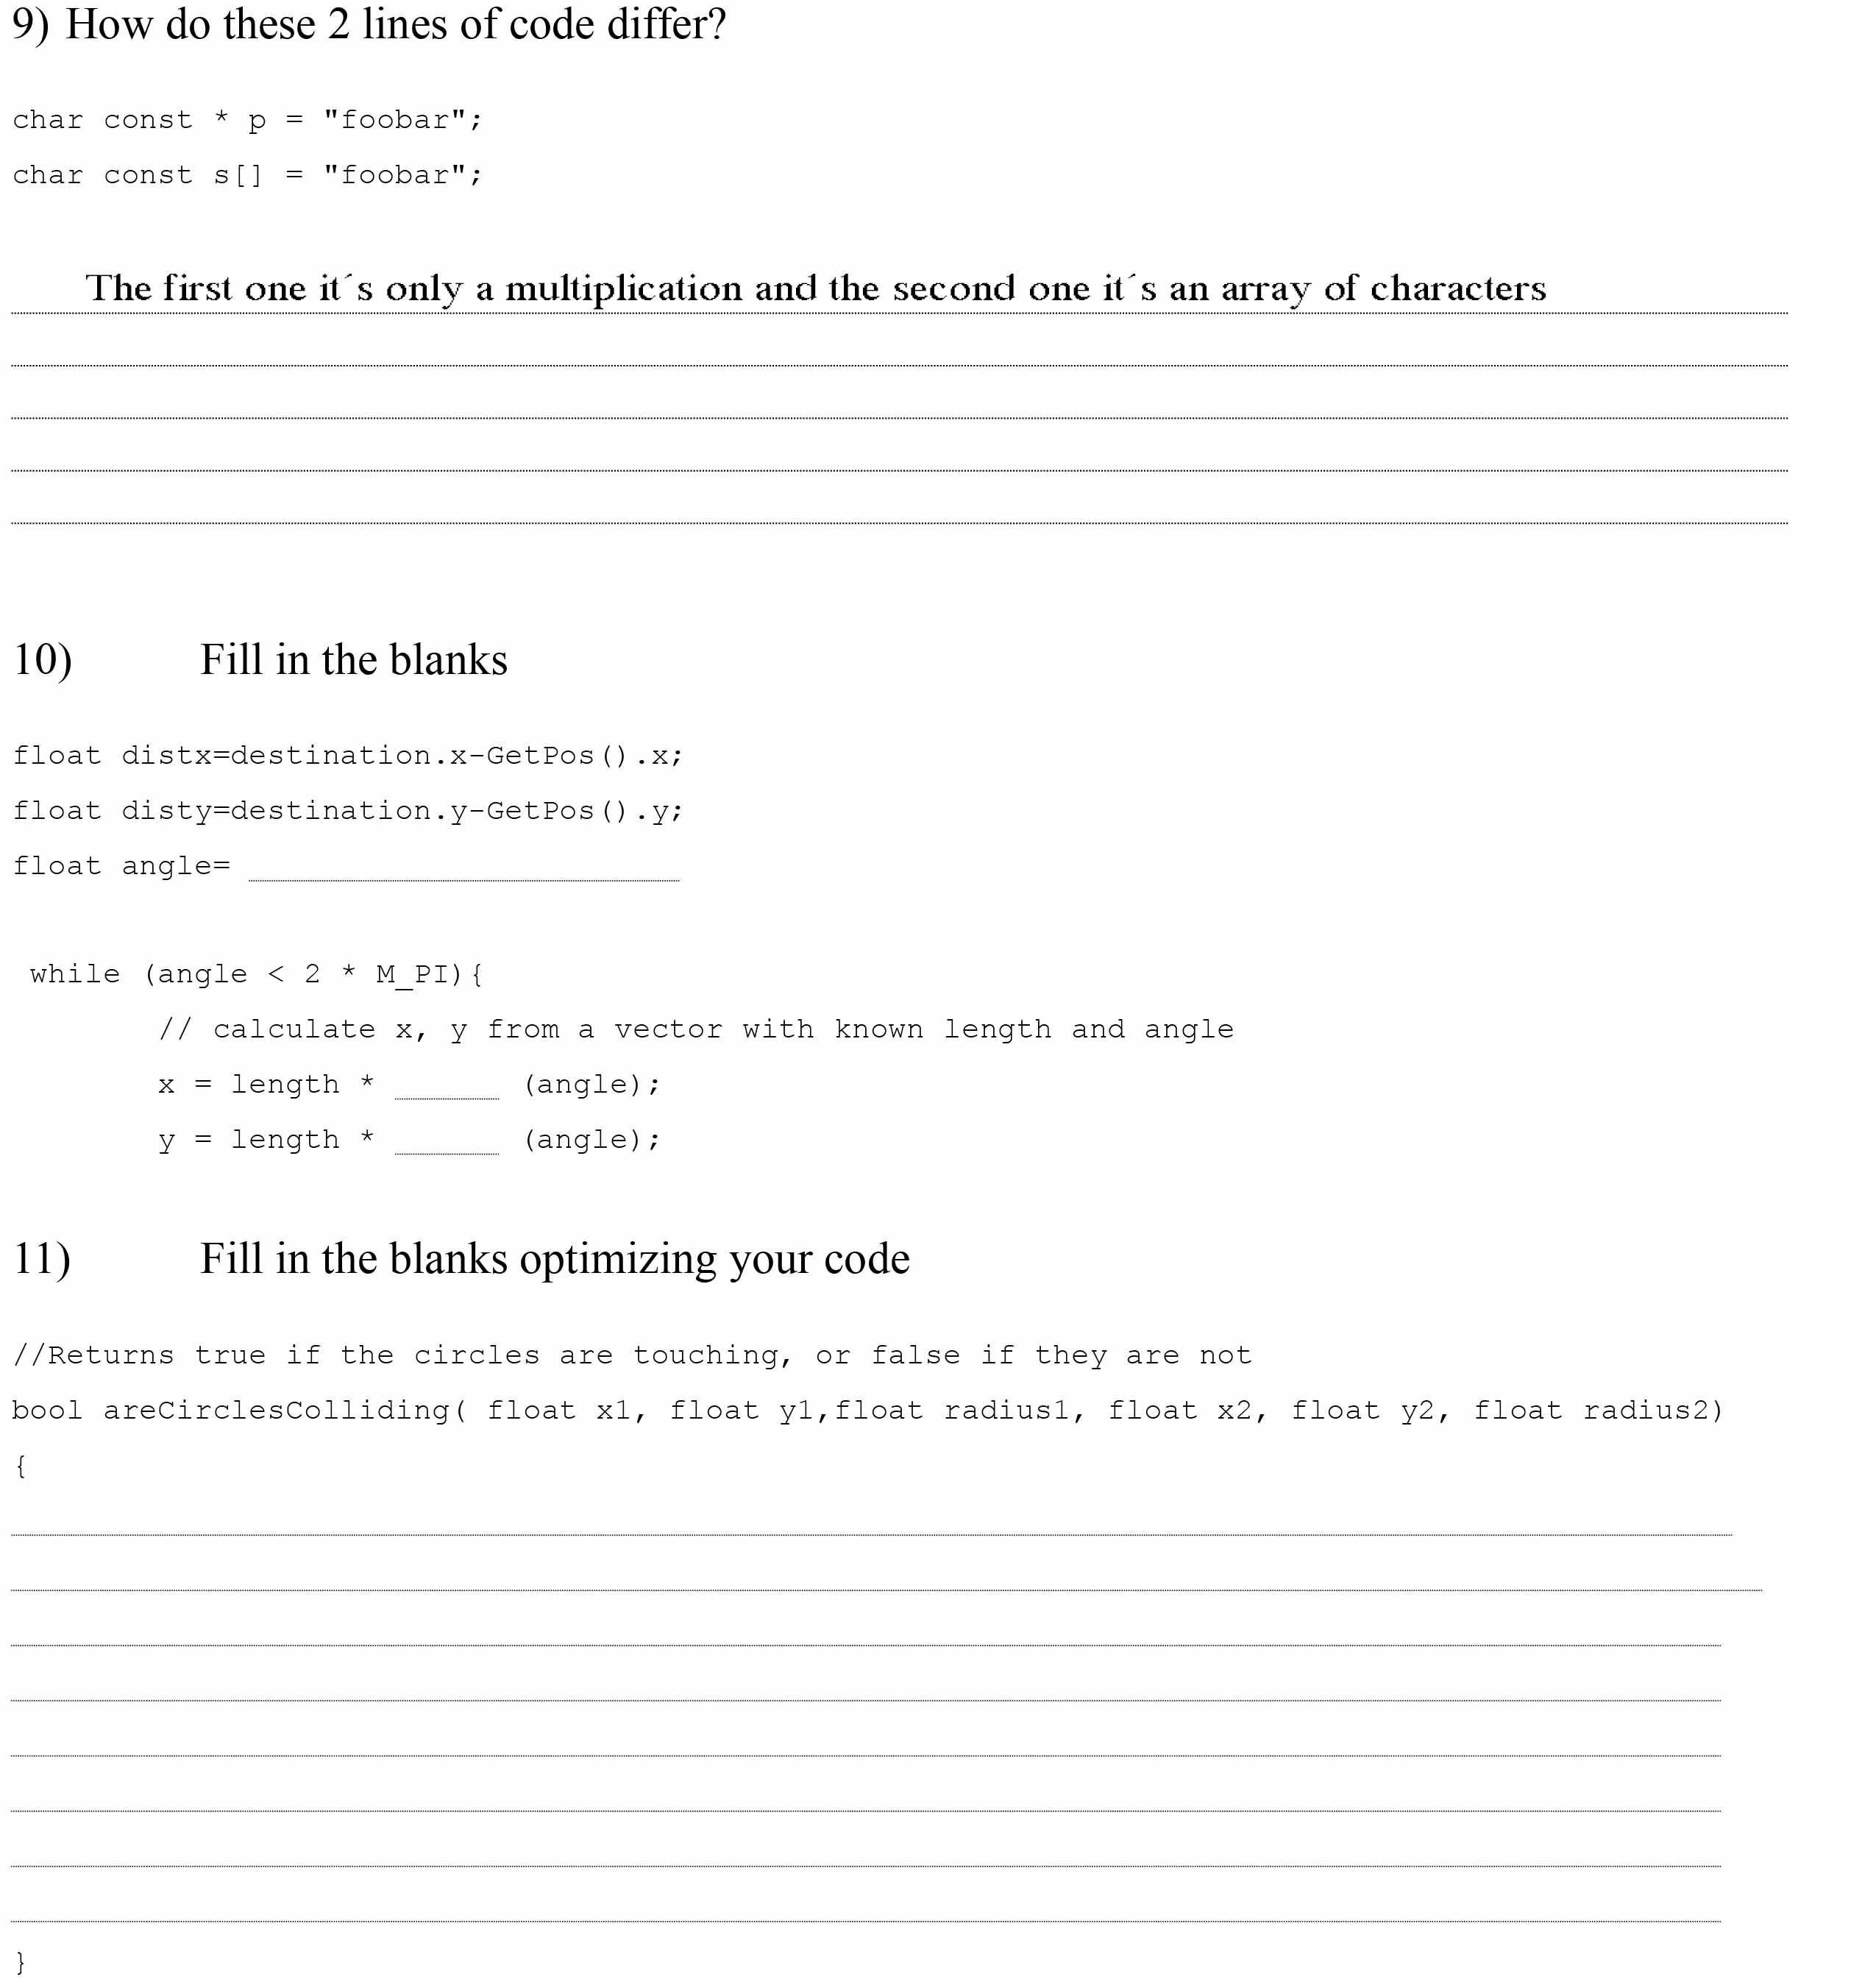 9) How do these 2 lines of code differ?
char const * p = "foobar";
char const s[] = "foobar";
The first one it´s only a multiplication and the second one it´s an array of characters
10) Fill in the blanks
float distx=destination.x-GetPos().x;
float disty=destination.y-GetPos().y;
float angle=
while (angle < 2 * M_PI){
// calculate x, y from a vector with known length and angle
x = length * ______ (angle);
y = length * ______ (angle);
11) Fill in the blanks optimizing your code
//Returns true if the circles are touching, or false if they are not
bool areCirclesColliding( float x1, float y1,float radius1, float x2, float y2, float radius2)
{
}